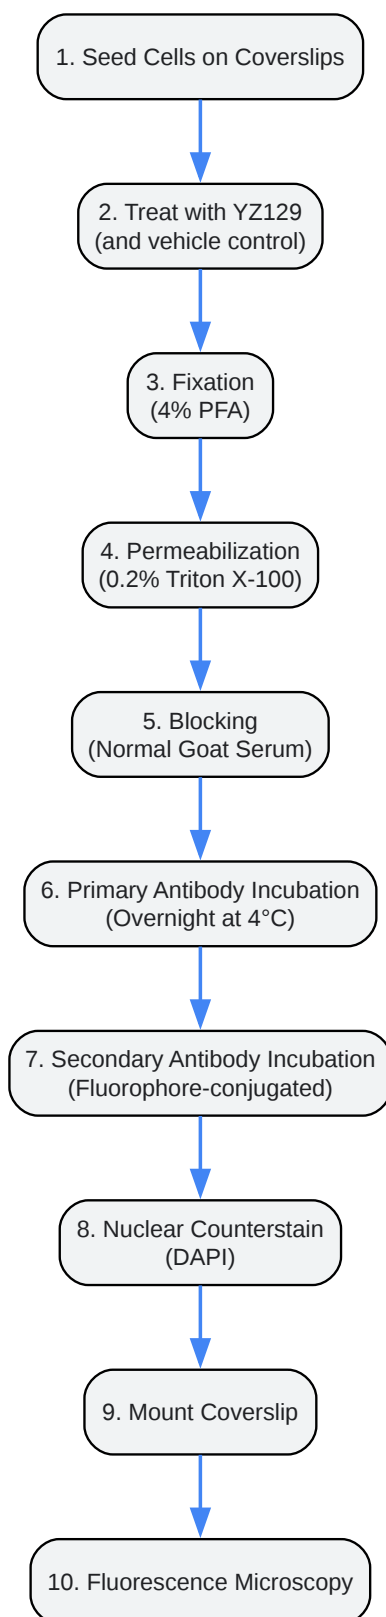 1. Seed Cells on Coverslips
2. Treat with YZ129
(and vehicle control)
3. Fixation
(4% PFA)
4. Permeabilization
(0.2% Triton X-100)
5. Blocking
(Normal Goat Serum)
6. Primary Antibody Incubation
(Overnight at 4°C)
7. Secondary Antibody Incubation
(Fluorophore-conjugated)
8. Nuclear Counterstain
(DAPI)
9. Mount Coverslip
10. Fluorescence Microscopy